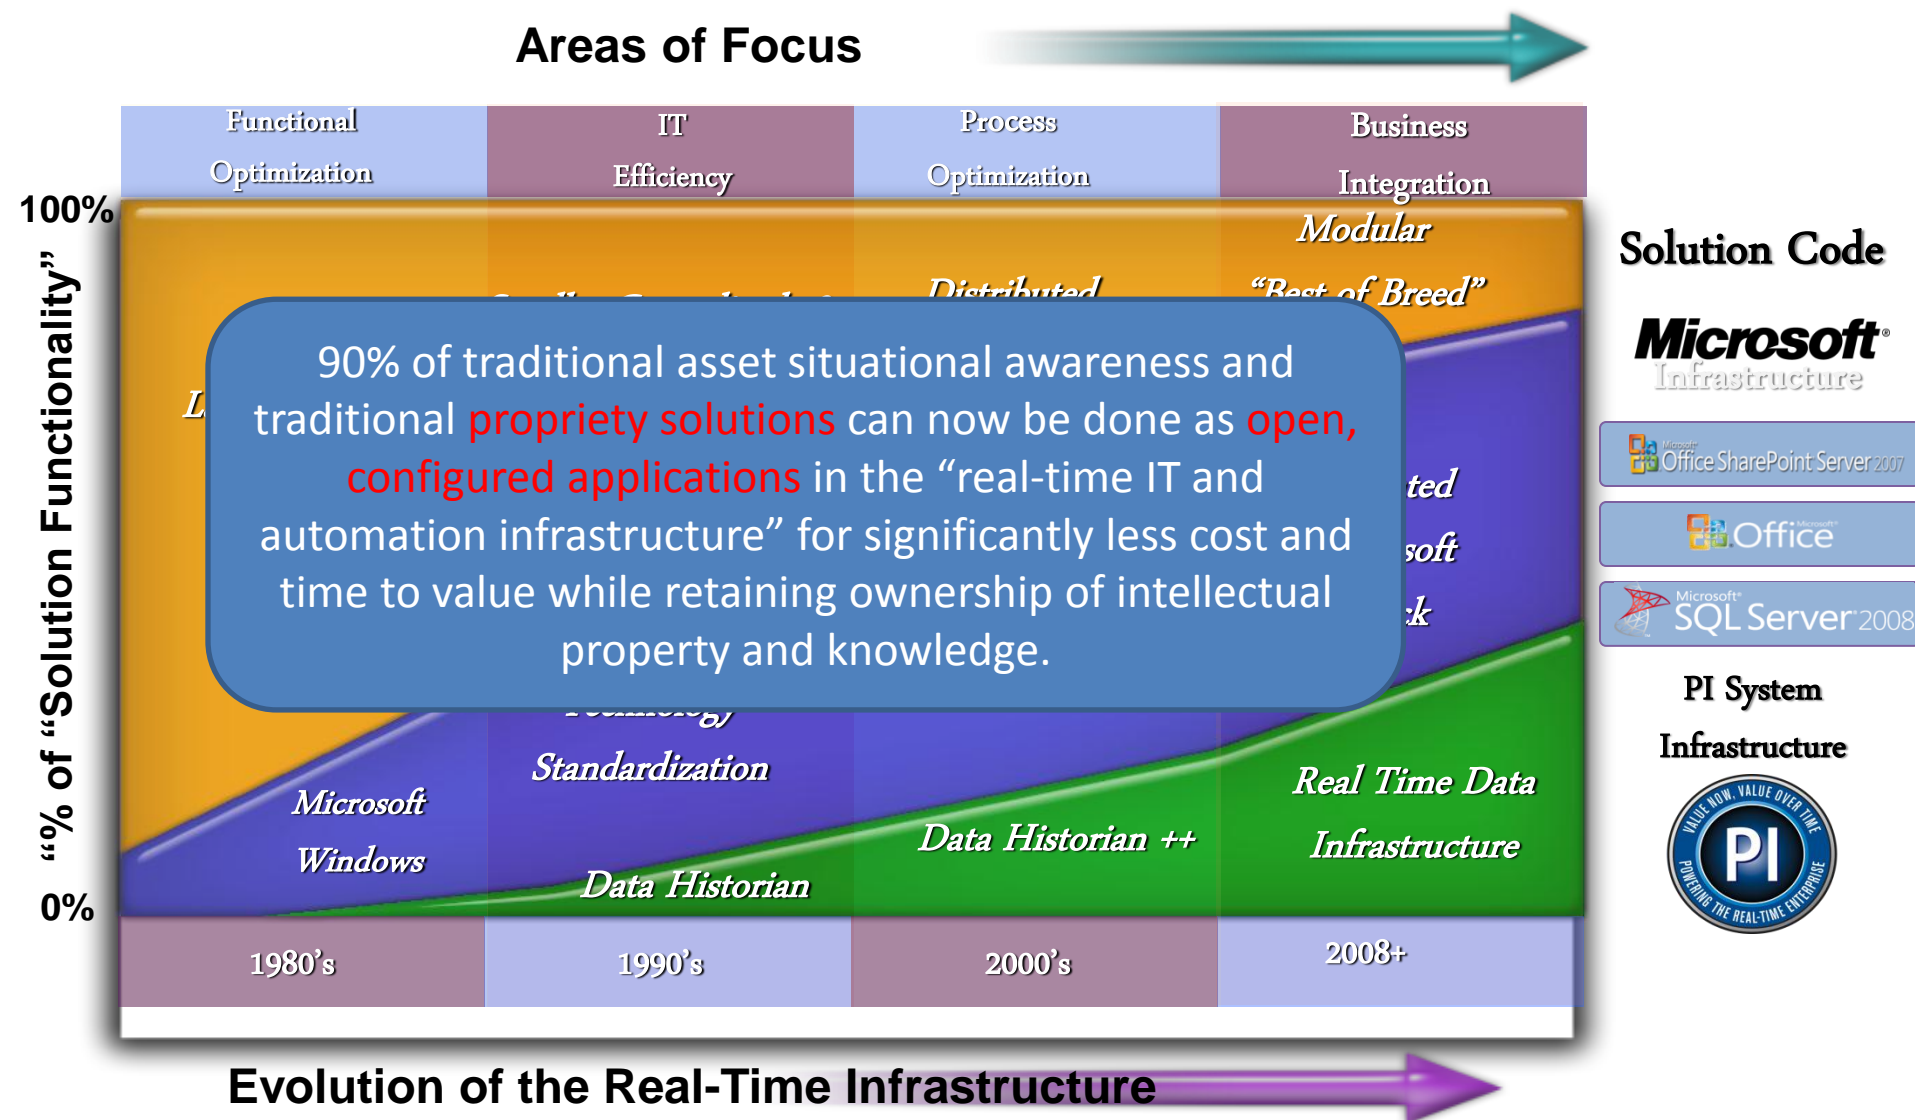 Areas of Focus
Functional
Optimization
IT
Efficiency
Process
Optimization
Business
Integration
100%
Modular
Distributed
“Best of Breed”
90% of traditional asset situational awareness and
traditional propriety solutions can now be done as open,
configured applications in the “real-time IT and
automation infrastructure” for significantly less cost and
time to value while retaining ownership of intellectual
property and knowledge.
Technology
Standardization
Microsoft
Windows
Data Historian
Data Historian ++
Real Time Data
Infrastructure
0%
“% of “Solution Functionality”
1980's
1990's
2000's
2008+
Evolution of the Real-Time Infrastructure
Solution Code
Microsoft®
Infrastructure
Microsoft®
Office SharePoint Server 2007
Microsoft®
Office
Microsoft®
SQL Server® 2008
PI System
Infrastructure
VALUE NOW, VALUE OVER TIME
PI
POWERING THE REAL-TIME ENTERPRISE